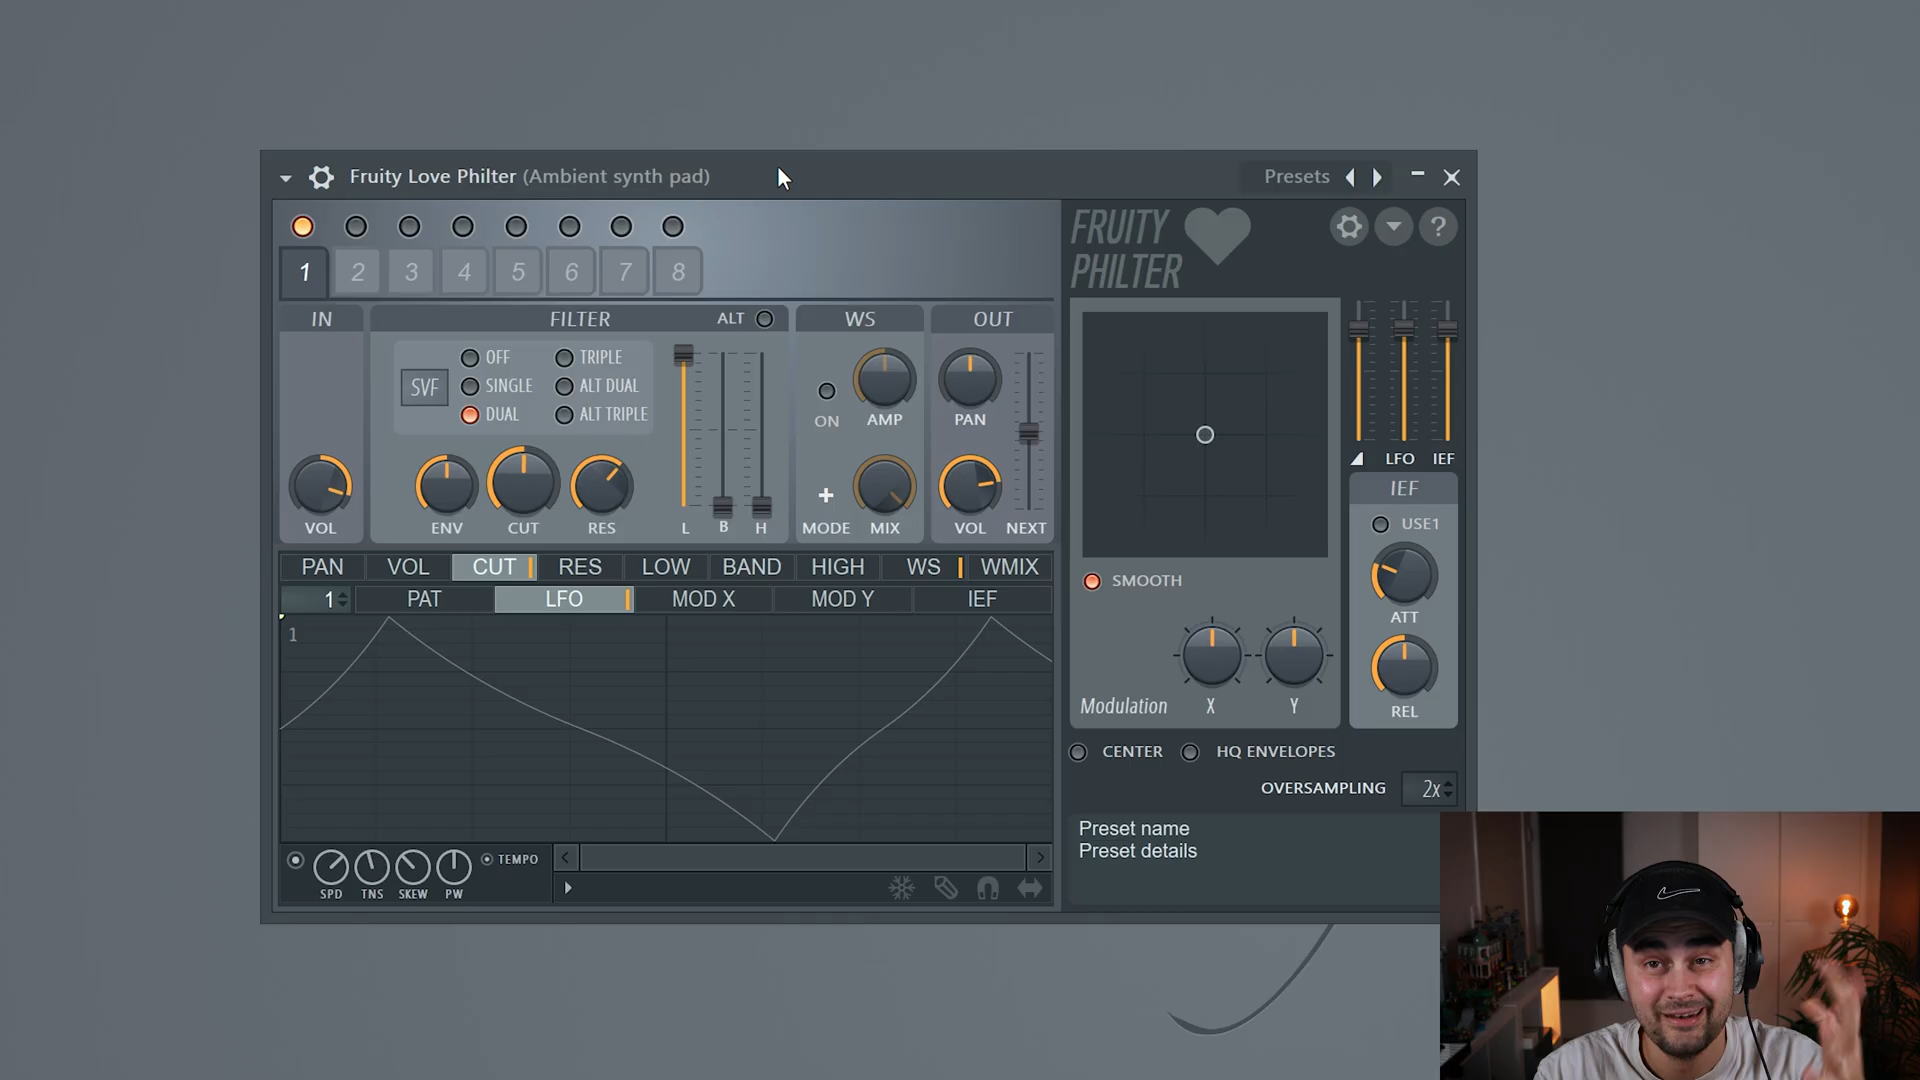 Fruity Love Philter (Ambient synth pad)
Presets
1 2 3 4 5 6 7 8
FRUITY
PHILTER
?
IN
FILTER
ALT
WS
OUT
SVF
OFF
SINGLE
DUAL
TRIPLE
ALT DUAL
ALT TRIPLE
ON
AMP
PAN
VOL
ENV
CUT
RES
L
B
H
MODE
MIX
VOL
NEXT
LFO
IEF
IEF
USE1
ATT
REL
PAN VOL CUT RES LOW BAND HIGH WS WMIX
1 PAT LFO MOD X MOD Y IEF
1
SMOOTH
Modulation
X
Y
CENTER
HQ ENVELOPES
OVERSAMPLING 2x
Preset name
Preset details
SPD TNS SKEW PW
TEMPO